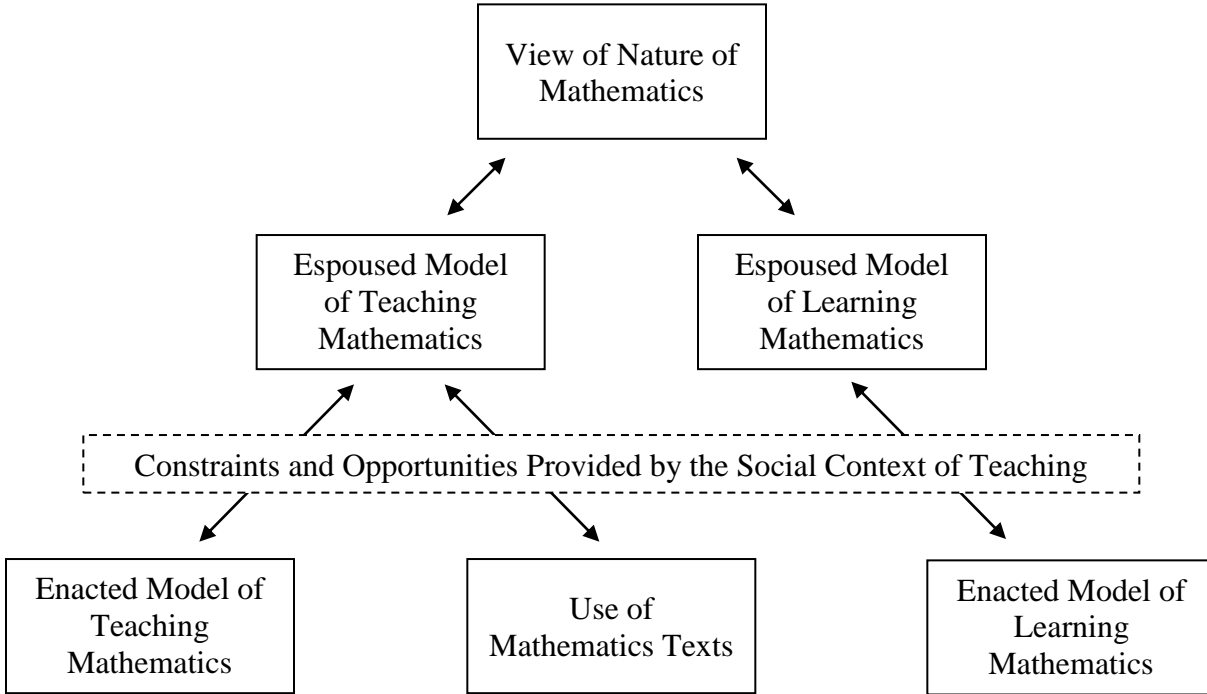 View of Nature of
Mathematics
Espoused Model
of Teaching
Mathematics
Espoused Model
of Learning
Mathematics
Constraints and Opportunities Provided by the Social Context of Teaching
Enacted Model of
Teaching
Mathematics
Use of
Mathematics Texts
Enacted Model of
Learning
Mathematics